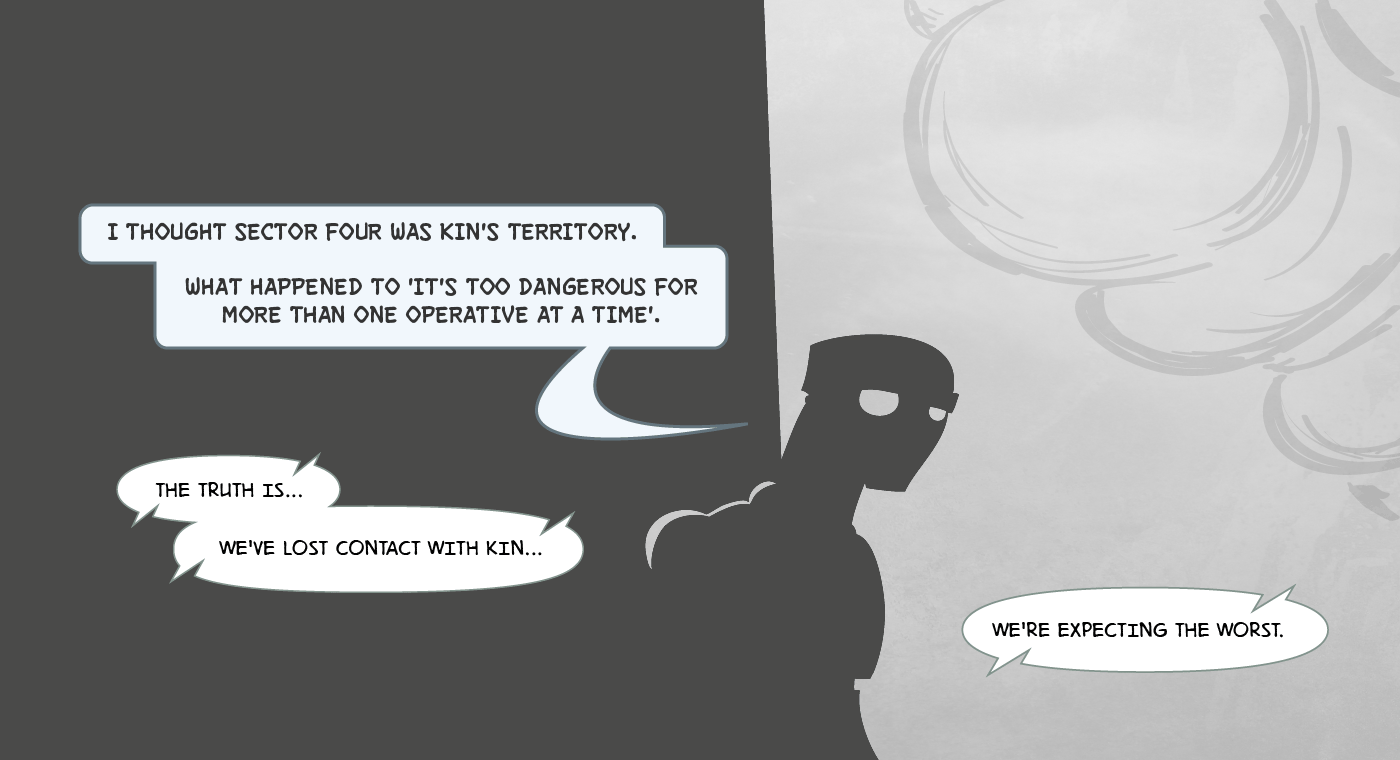 I THOUGHT SECTOR FOUR WAS KIN'S TERRITORY.
WHAT HAPPENED TO 'IT'S TOO DANGEROUS FOR
MORE THAN ONE OPERATIVE AT A TIME'.
THE TRUTH IS...
WE'VE LOST CONTACT WITH KIN...
WE'RE EXPECTING THE WORST.